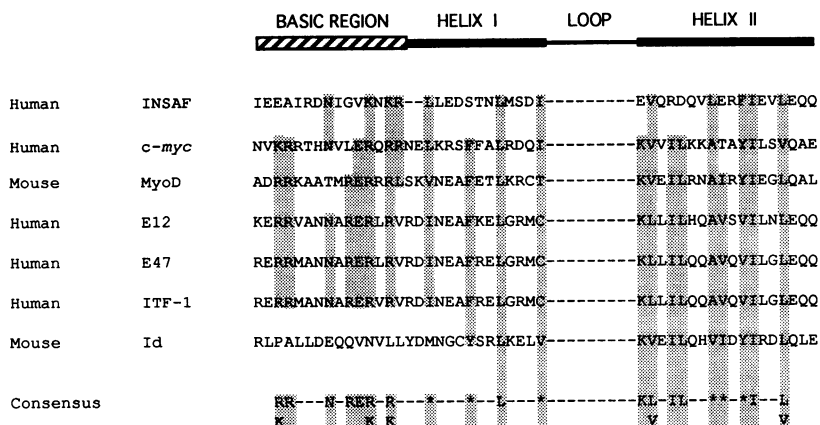 BASIC REGION HELIX I LOOP HELIX II
Human INSAF IEEAIRDNIGVKNKR--LLEDSTNLMSDI----------EVQRDQVLERFIEVLEQQ
Human c-myc NVKRRTHNVLERQRRNELKRSFFALRDQI----------KVVILKKATAYILSVQAE
Mouse MyoD ADRRKAATMRERRRLSKVNEAFETLKRCT----------KVEILRNAIRYIEGLQAL
Human E12 KERRVANNARERLRVRDINEAFKELGRMC----------KLLILHQAVSVILNLEQQ
Human E47 RERRMANNARERLRVRDINEAFRELGRMC----------KLLILQQAVQVILGLEQQ
Human ITF-1 RERRMANNARERVRVRDINEAFRELGRMC----------KLLILQQAVQVILGLEQQ
Mouse Id RLPALLDEQQVNVLLYDMNGCYSRLKELV----------KVEILQHVIDYIRDLQLE
Consensus RR---N-RER-R---*---*--L---V----------KL-IL--**-*I--L
K K K V V